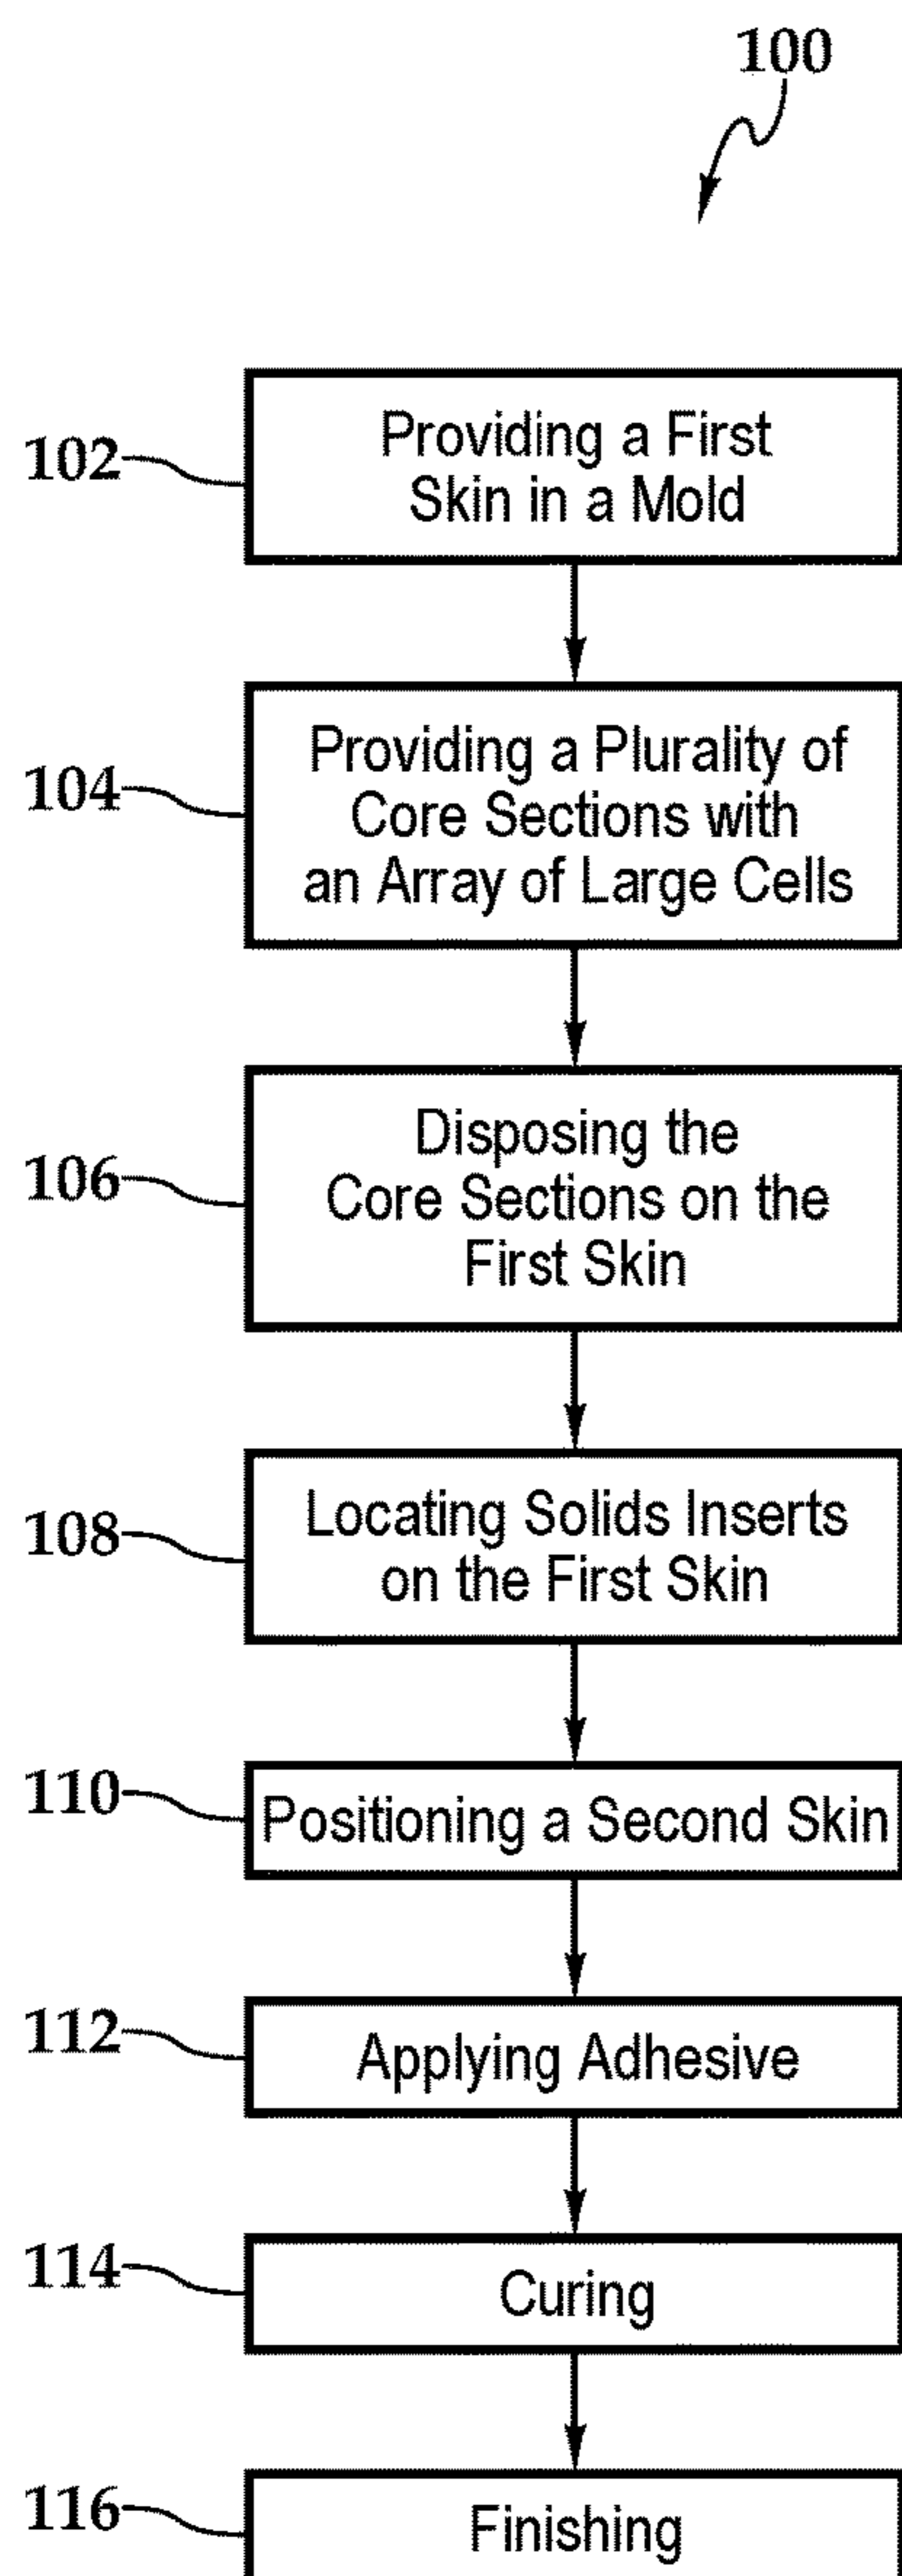 100
102
Providing a First
Skin in a Mold
104
Providing a Plurality of
Core Sections with
an Array of Large Cells
106
Disposing the
Core Sections on the
First Skin
108
Locating Solids Inserts
on the First Skin
110
Positioning a Second Skin
112
Applying Adhesive
114
Curing
116
Finishing